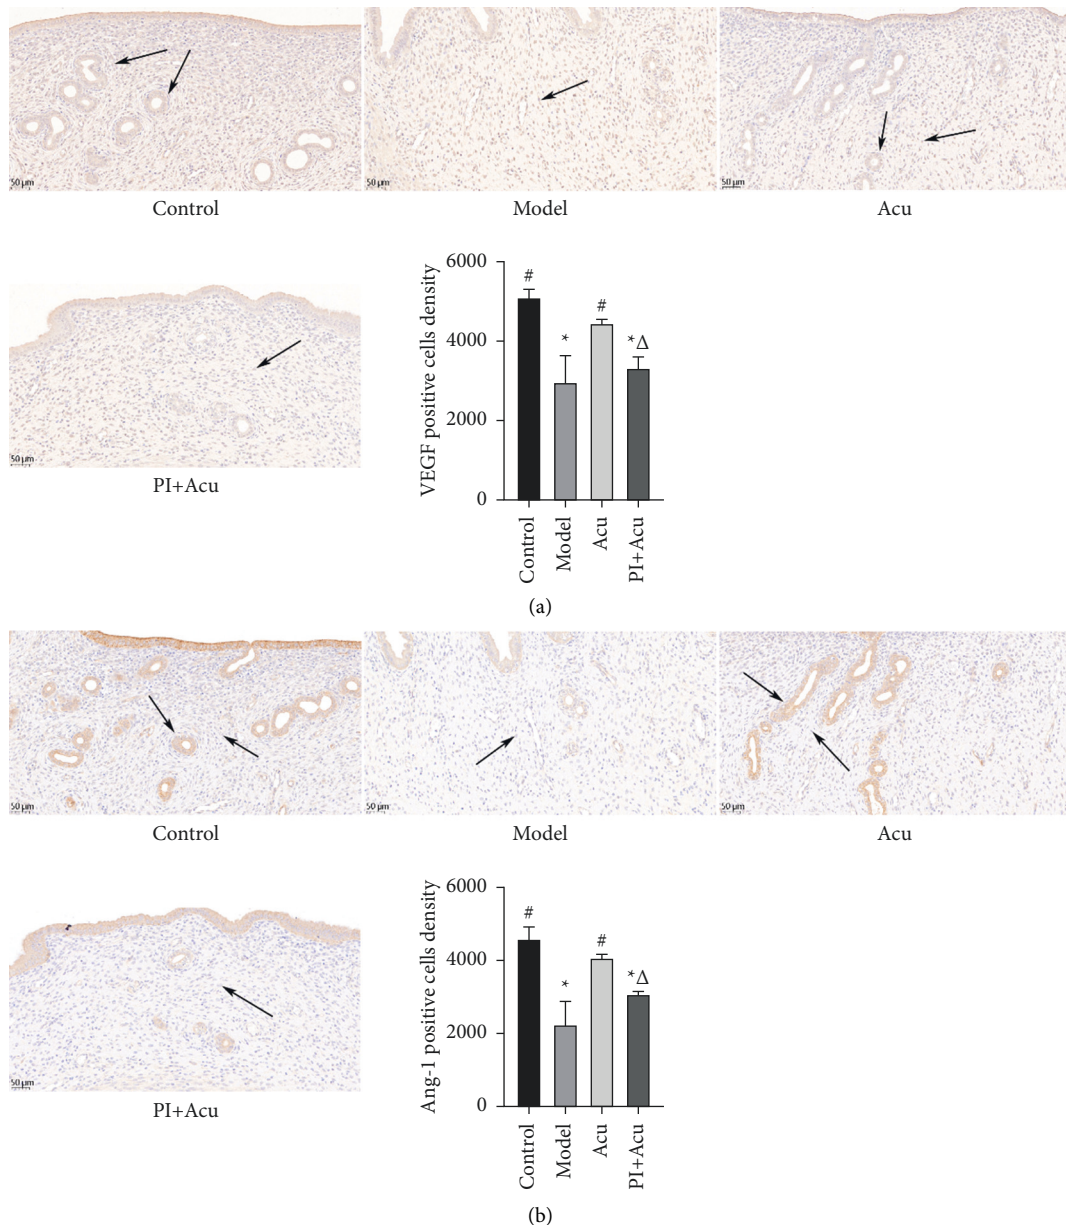 50 μm
50 μm
50 μm
Control
Model
Acu
50 μm
PI+Acu
VEGF positive cells density
6000
4000
2000
0
#
*
#
*Δ
Control
Model
Acu
PI+Acu
(a)
50 μm
50 μm
50 μm
Control
Model
Acu
50 μm
PI+Acu
Ang-1 positive cells density
6000
4000
2000
0
#
*
#
*Δ
Control
Model
Acu
PI+Acu
(b)